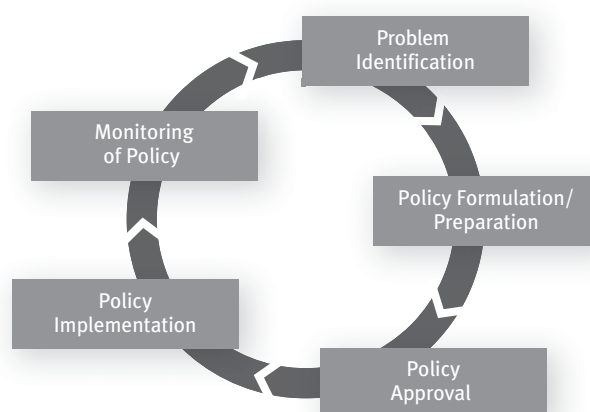 Problem
Identification
Policy Formulation/
Preparation
Policy
Approval
Policy
Implementation
Monitoring
of Policy